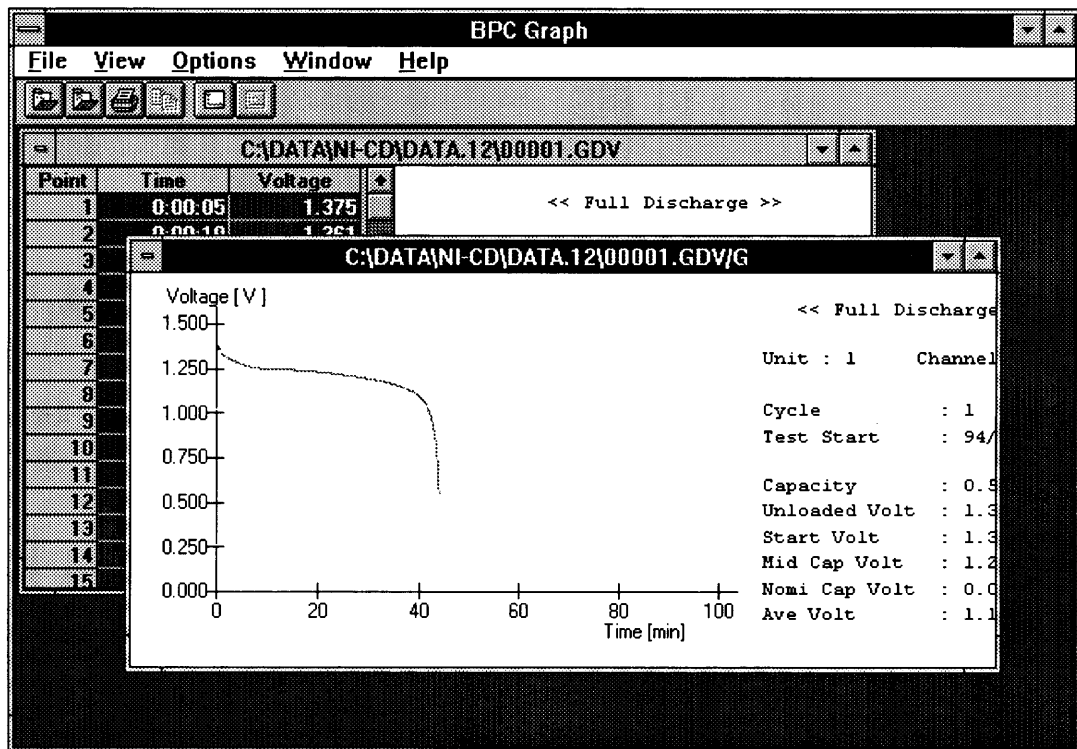 BPC Graph
File View Options Window Help
C:\DATA\NI-CD\DATA.12\00001.GDV
Point Time Voltage
1 0:00:05 1.375
2 0:00:10 1.361
3
4
5
6
7
8
9
10
11
12
13
14
15
<< Full Discharge >>
C:\DATA\NI-CD\DATA.12\00001.GDV/G
Voltage [ V ]
1.500
1.250
1.000
0.750
0.500
0.250
0.000
0 20 40 60 80 100
Time [min]
<< Full Discharge
Unit : 1 Channel
Cycle : 1
Test Start : 94/
Capacity : 0.5
Unloaded Volt : 1.3
Start Volt : 1.3
Mid Cap Volt : 1.2
Nomi Cap Volt : 0.0
Ave Volt : 1.1